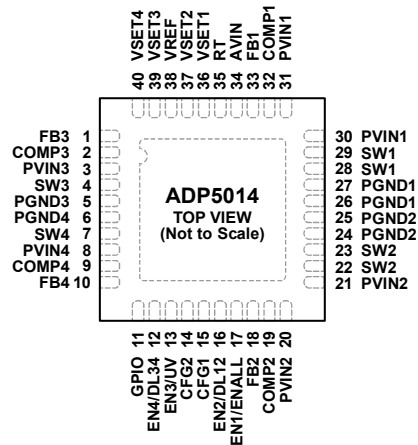 40 VSET4
39 VSET3
38 VREF
37 VSET2
36 VSET1
35 RT
34 AVIN
33 FB1
32 COMP1
31 PVIN1
FB3 1
COMP3 2
PVIN3 3
SW3 4
PGND3 5
PGND4 6
SW4 7
PVIN4 8
COMP4 9
FB4 10
ADP5014
TOP VIEW
(Not to Scale)
30 PVIN1
29 SW1
28 SW1
27 PGND1
26 PGND1
25 PGND2
24 PGND2
23 SW2
22 SW2
21 PVIN2
GPIO 11
EN4/DL34 12
EN3/UV 13
CFG2 14
CFG1 15
EN2/DL12 16
EN1/ENALL 17
FB2 18
COMP2 19
PVIN2 20